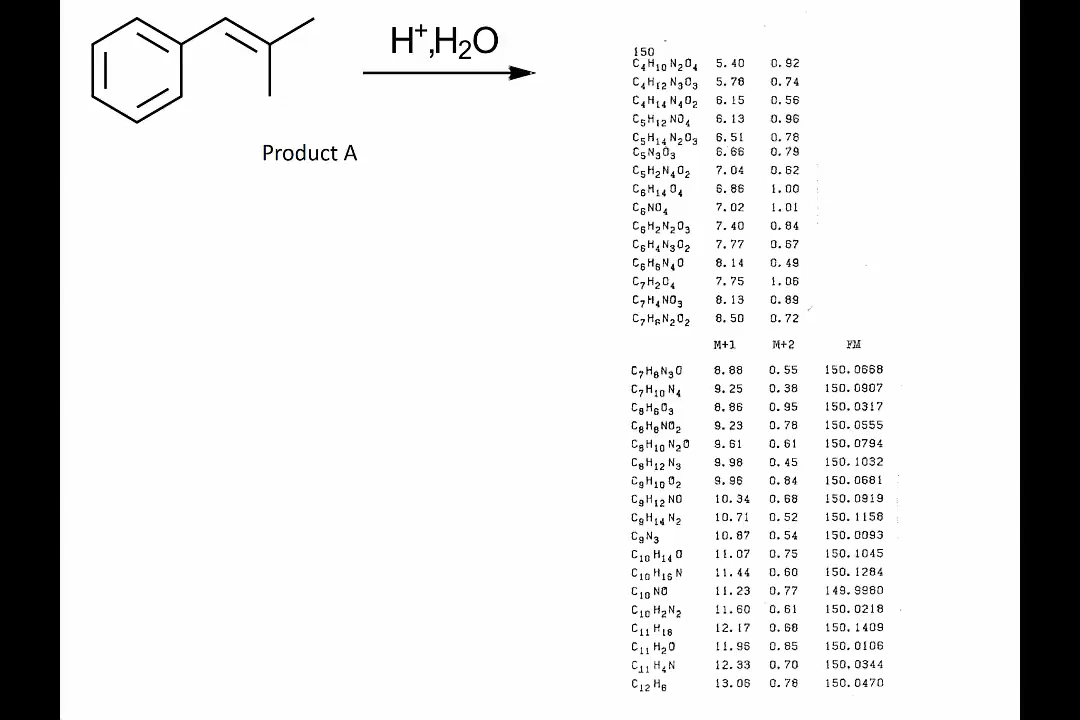 H⁺,H₂O
Product A
150
C₄H₁₀N₂O₄ 5.40 0.92
C₄H₁₂N₃O₃ 5.78 0.74
C₄H₁₄N₄O₂ 6.15 0.56
C₅H₁₂NO₄ 6.13 0.96
C₅H₁₄N₂O₃ 6.51 0.78
C₅N₃O₃ 6.66 0.79
C₅H₂N₄O₂ 7.04 0.62
C₆H₁₄O₄ 6.86 1.00
C₆NO₄ 7.02 1.01
C₆H₂N₂O₃ 7.40 0.84
C₆H₄N₃O₂ 7.77 0.67
C₆H₆N₄O 8.14 0.49
C₇H₂O₄ 7.75 1.06
C₇H₄NO₃ 8.13 0.89
C₇H₆N₂O₂ 8.50 0.72
M+1 M+2 FM
C₇H₈N₃O 8.88 0.55 150.0668
C₇H₁₀N₄ 9.25 0.38 150.0907
C₈H₆O₃ 8.86 0.95 150.0317
C₈H₈NO₂ 9.23 0.78 150.0555
C₈H₁₀N₂O 9.61 0.61 150.0794
C₈H₁₂N₃ 9.98 0.45 150.1032
C₉H₁₀O₂ 9.96 0.84 150.0681
C₉H₁₂NO 10.34 0.68 150.0919
C₉H₁₄N₂ 10.71 0.52 150.1158
C₉N₃ 10.87 0.54 150.0093
C₁₀H₁₄O 11.07 0.75 150.1045
C₁₀H₁₆N 11.44 0.60 150.1284
C₁₀NO 11.23 0.77 149.9980
C₁₀H₂N₂ 11.60 0.61 150.0218
C₁₁H₁₈ 12.17 0.68 150.1409
C₁₁H₂O 11.96 0.85 150.0106
C₁₁H₄N 12.33 0.70 150.0344
C₁₂H₆ 13.06 0.78 150.0470